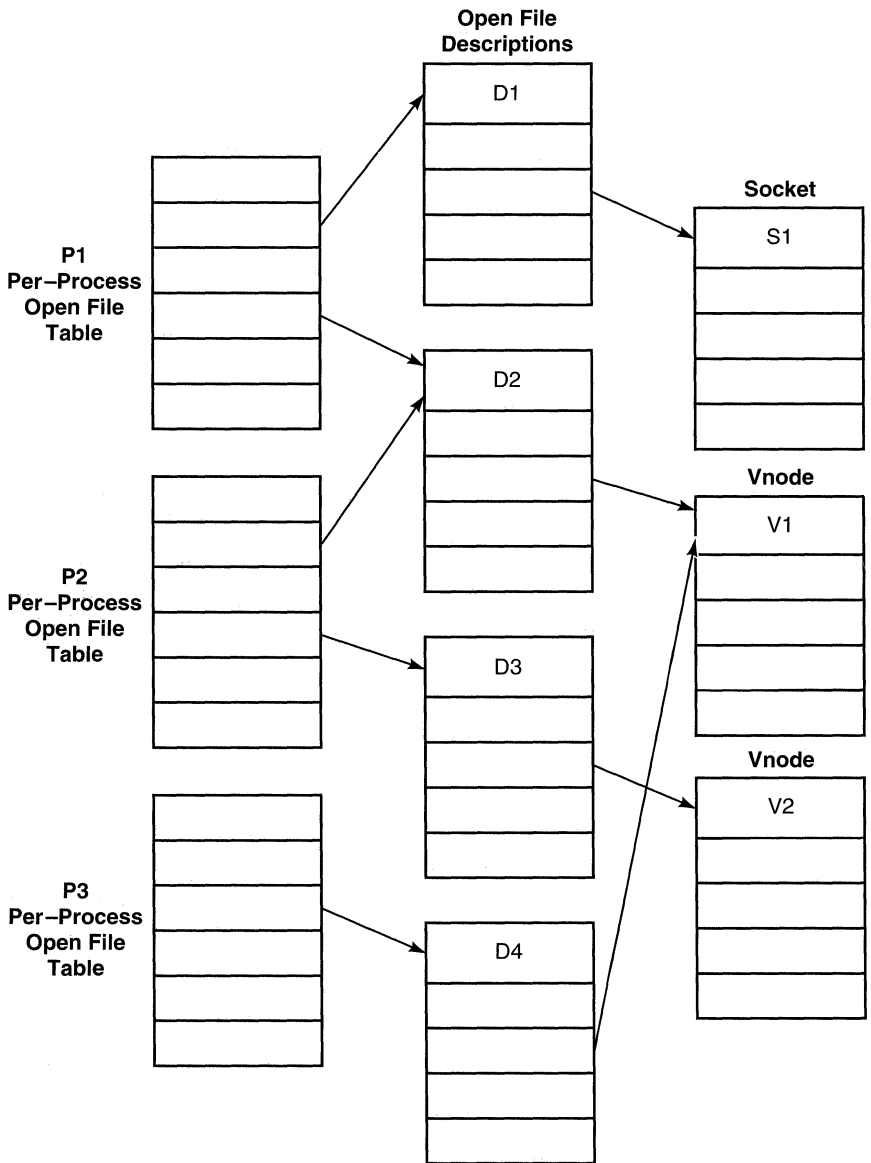 Open File
Descriptions
D1
Socket
S1
P1
Per–Process
Open File
Table
D2
Vnode
V1
P2
Per–Process
Open File
Table
D3
Vnode
V2
P3
Per–Process
Open File
Table
D4